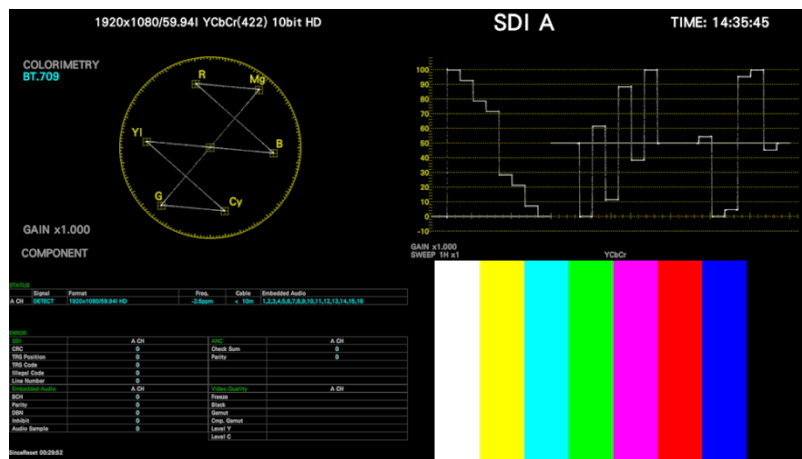 1920x1080/59.94I YCbCr(422) 10bit HD
SDI A
TIME: 14:35:45
COLORIMETRY
BT.709
R
Mg
Yl
B
G
Cy
GAIN x1.000
COMPONENT
100
90
80
70
60
50
40
30
20
10
0
-10
GAIN x1.000
SWEEP 1H x1
YCbCr
STATUS
Signal Format Freq. Cable Embedded Audio
A CH DETECT 1920x1080/59.94I HD -2.6ppm < 10m 1,2,3,4,5,6,7,8,9,10,11,12,13,14,15,16
ERROR
SDI A CH ANC A CH
CRC 0 Check Sum 0
TRS Position 0 Parity 0
TRS Code 0
Illegal Code 0
Line Number 0
Embedded Audio A CH Video Quality A CH
BCH 0 Freeze
Parity 0 Black
DBN 0 Gamut
Inhibit 0 Cmp. Gamut
Audio Sample 0 Level Y
Level C
SinceReset 00:29:52